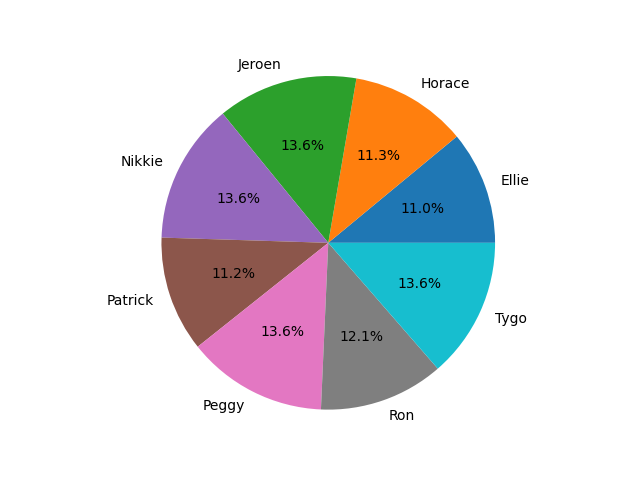 Jeroen
Horace
Nikkie
Ellie
13.6%
11.3%
13.6%
11.0%
11.2%
13.6%
Patrick
Tygo
13.6%
12.1%
Peggy
Ron